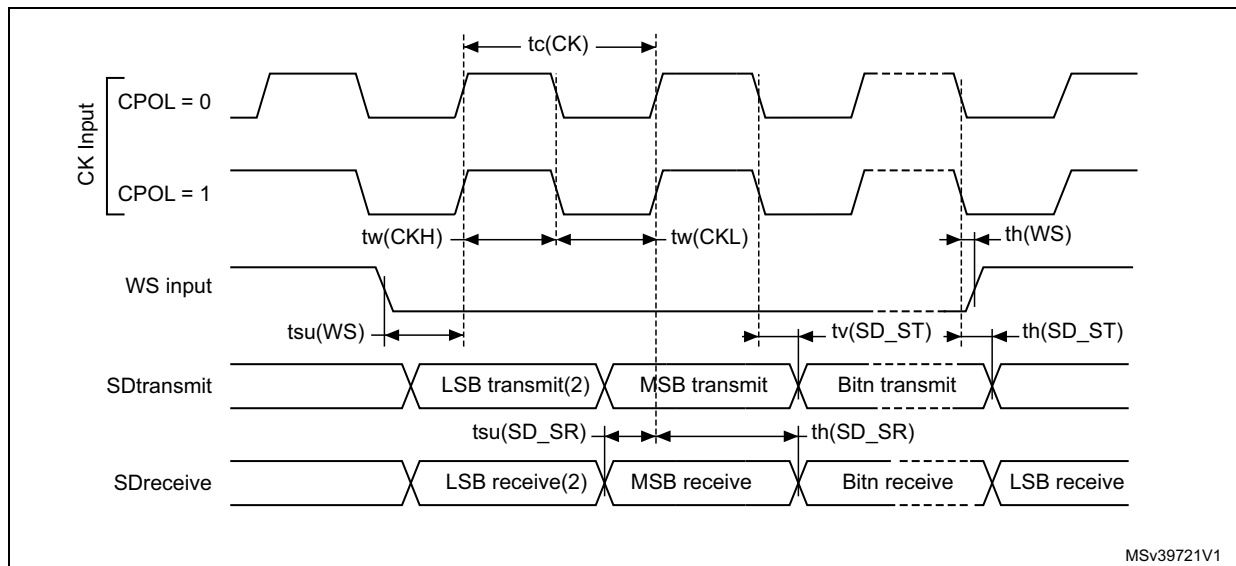 tc(CK)
CK Input
CPOL = 0
CPOL = 1
tw(CKH)
tw(CKL)
th(WS)
WS input
tsu(WS)
tv(SD_ST)
th(SD_ST)
SDtransmit
LSB transmit(2)
MSB transmit
Bitn transmit
tsu(SD_SR)
th(SD_SR)
SDreceive
LSB receive(2)
MSB receive
Bitn receive
LSB receive
MSv39721V1